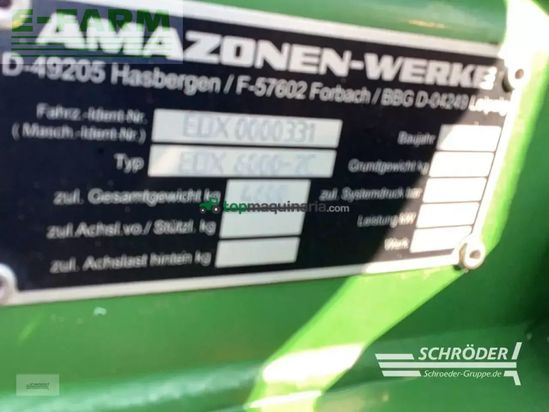 E-FARM
AMAZONEN-WERKE
D-49205 Hasbergen / F-57602 Forbach / BBG D-04249 Leipzig
Fahrz.-Ident-Nr.
(Masch.-Ident-Nr.) EDX 0000331 Baujahr
Typ EDX 6000-2C Grundgewicht kg
zul. Gesamtgewicht kg zul. Systemdruck bar
zul. Achsl.vo./ Stützl. kg Leistung kW
zul. Achslast hinten kg Werk
topmaquinaria.com
SCHRÖDER
Schroeder-Gruppe.de